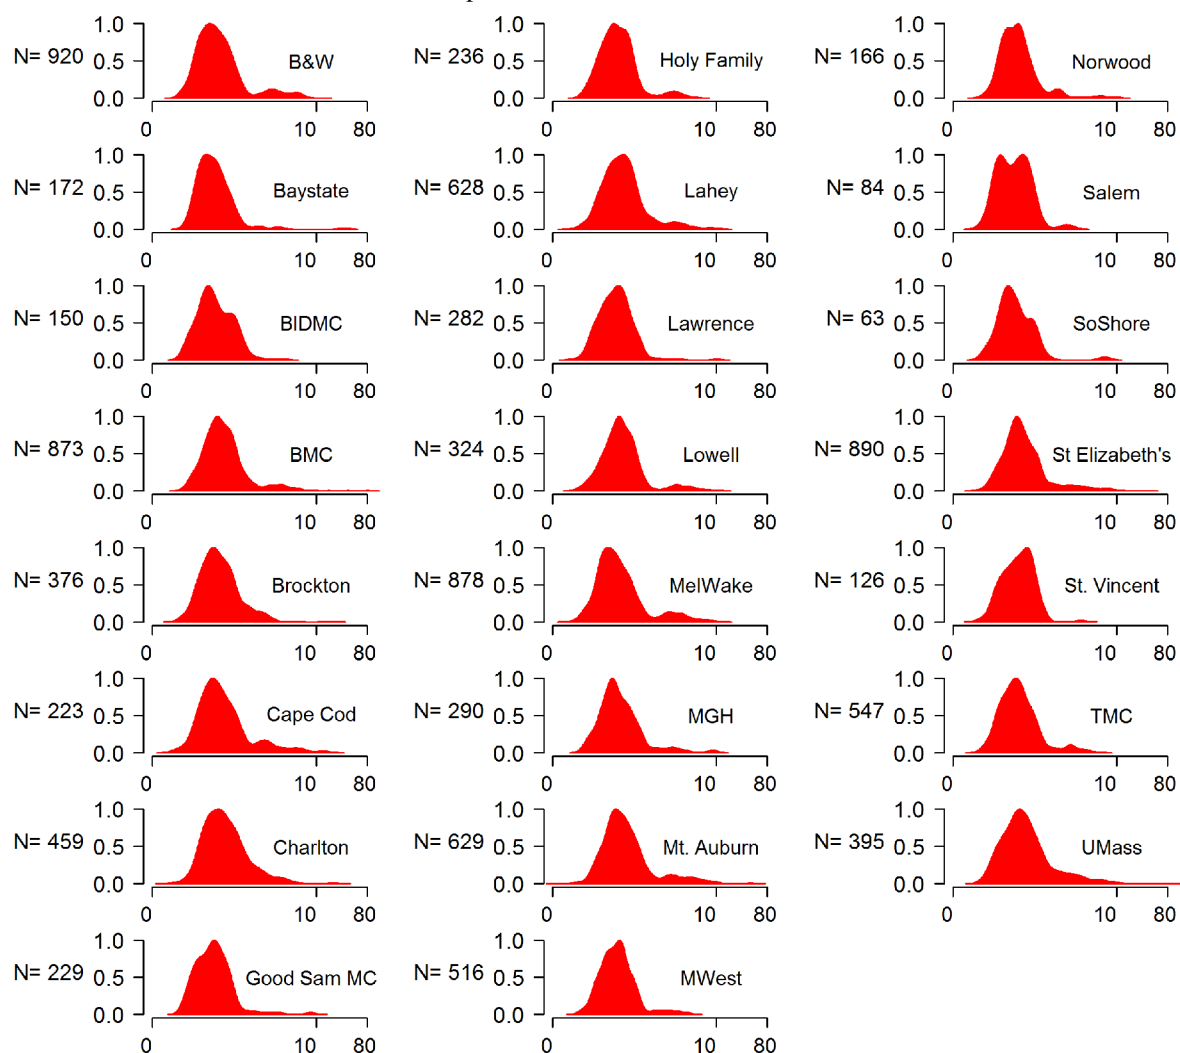 1.0 1.0 1.0
N= 920 0.5 B&W N= 236 0.5 Holy Family N= 166 0.5 Norwood
0.0 0.0 0.0
0 10 80 0 10 80 0 10 80
1.0 1.0 1.0
N= 172 0.5 Baystate N= 628 0.5 Lahey N= 84 0.5 Salem
0.0 0.0 0.0
0 10 80 0 10 80 0 10 80
1.0 1.0 1.0
N= 150 0.5 BIDMC N= 282 0.5 Lawrence N= 63 0.5 SoShore
0.0 0.0 0.0
0 10 80 0 10 80 0 10 80
1.0 1.0 1.0
N= 873 0.5 BMC N= 324 0.5 Lowell N= 890 0.5 St Elizabeth's
0.0 0.0 0.0
0 10 80 0 10 80 0 10 80
1.0 1.0 1.0
N= 376 0.5 Brockton N= 878 0.5 MelWake N= 126 0.5 St. Vincent
0.0 0.0 0.0
0 10 80 0 10 80 0 10 80
1.0 1.0 1.0
N= 223 0.5 Cape Cod N= 290 0.5 MGH N= 547 0.5 TMC
0.0 0.0 0.0
0 10 80 0 10 80 0 10 80
1.0 1.0 1.0
N= 459 0.5 Charlton N= 629 0.5 Mt. Auburn N= 395 0.5 UMass
0.0 0.0 0.0
0 10 80 0 10 80 0 10 80
1.0 1.0
N= 229 0.5 Good Sam MC N= 516 0.5 MWest
0.0 0.0
0 10 80 0 10 80